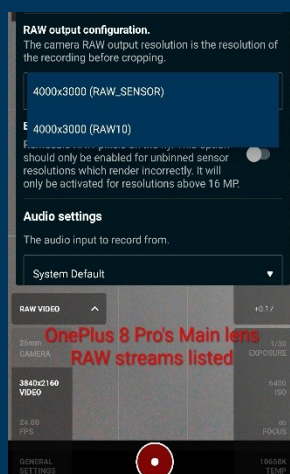 RAW output configuration.
The camera RAW output resolution is the resolution of
the recording before cropping.
4000x3000 (RAW_SENSOR)
4000x3000 (RAW10)
should only be enabled for unbinned sensor
resolutions which render incorrectly. It will
only be activated for resolutions above 16 MP.
Audio settings
The audio input to record from.
System Default
RAW VIDEO
+0.17
OnePlus 8 Pro's Main lens
RAW streams listed
26mm
CAMERA
1/30
EXPOSURE
3840x2160
VIDEO
6400
ISO
24.00
FPS
FOCUS
GENERAL
SETTINGS
10658K
TEMP